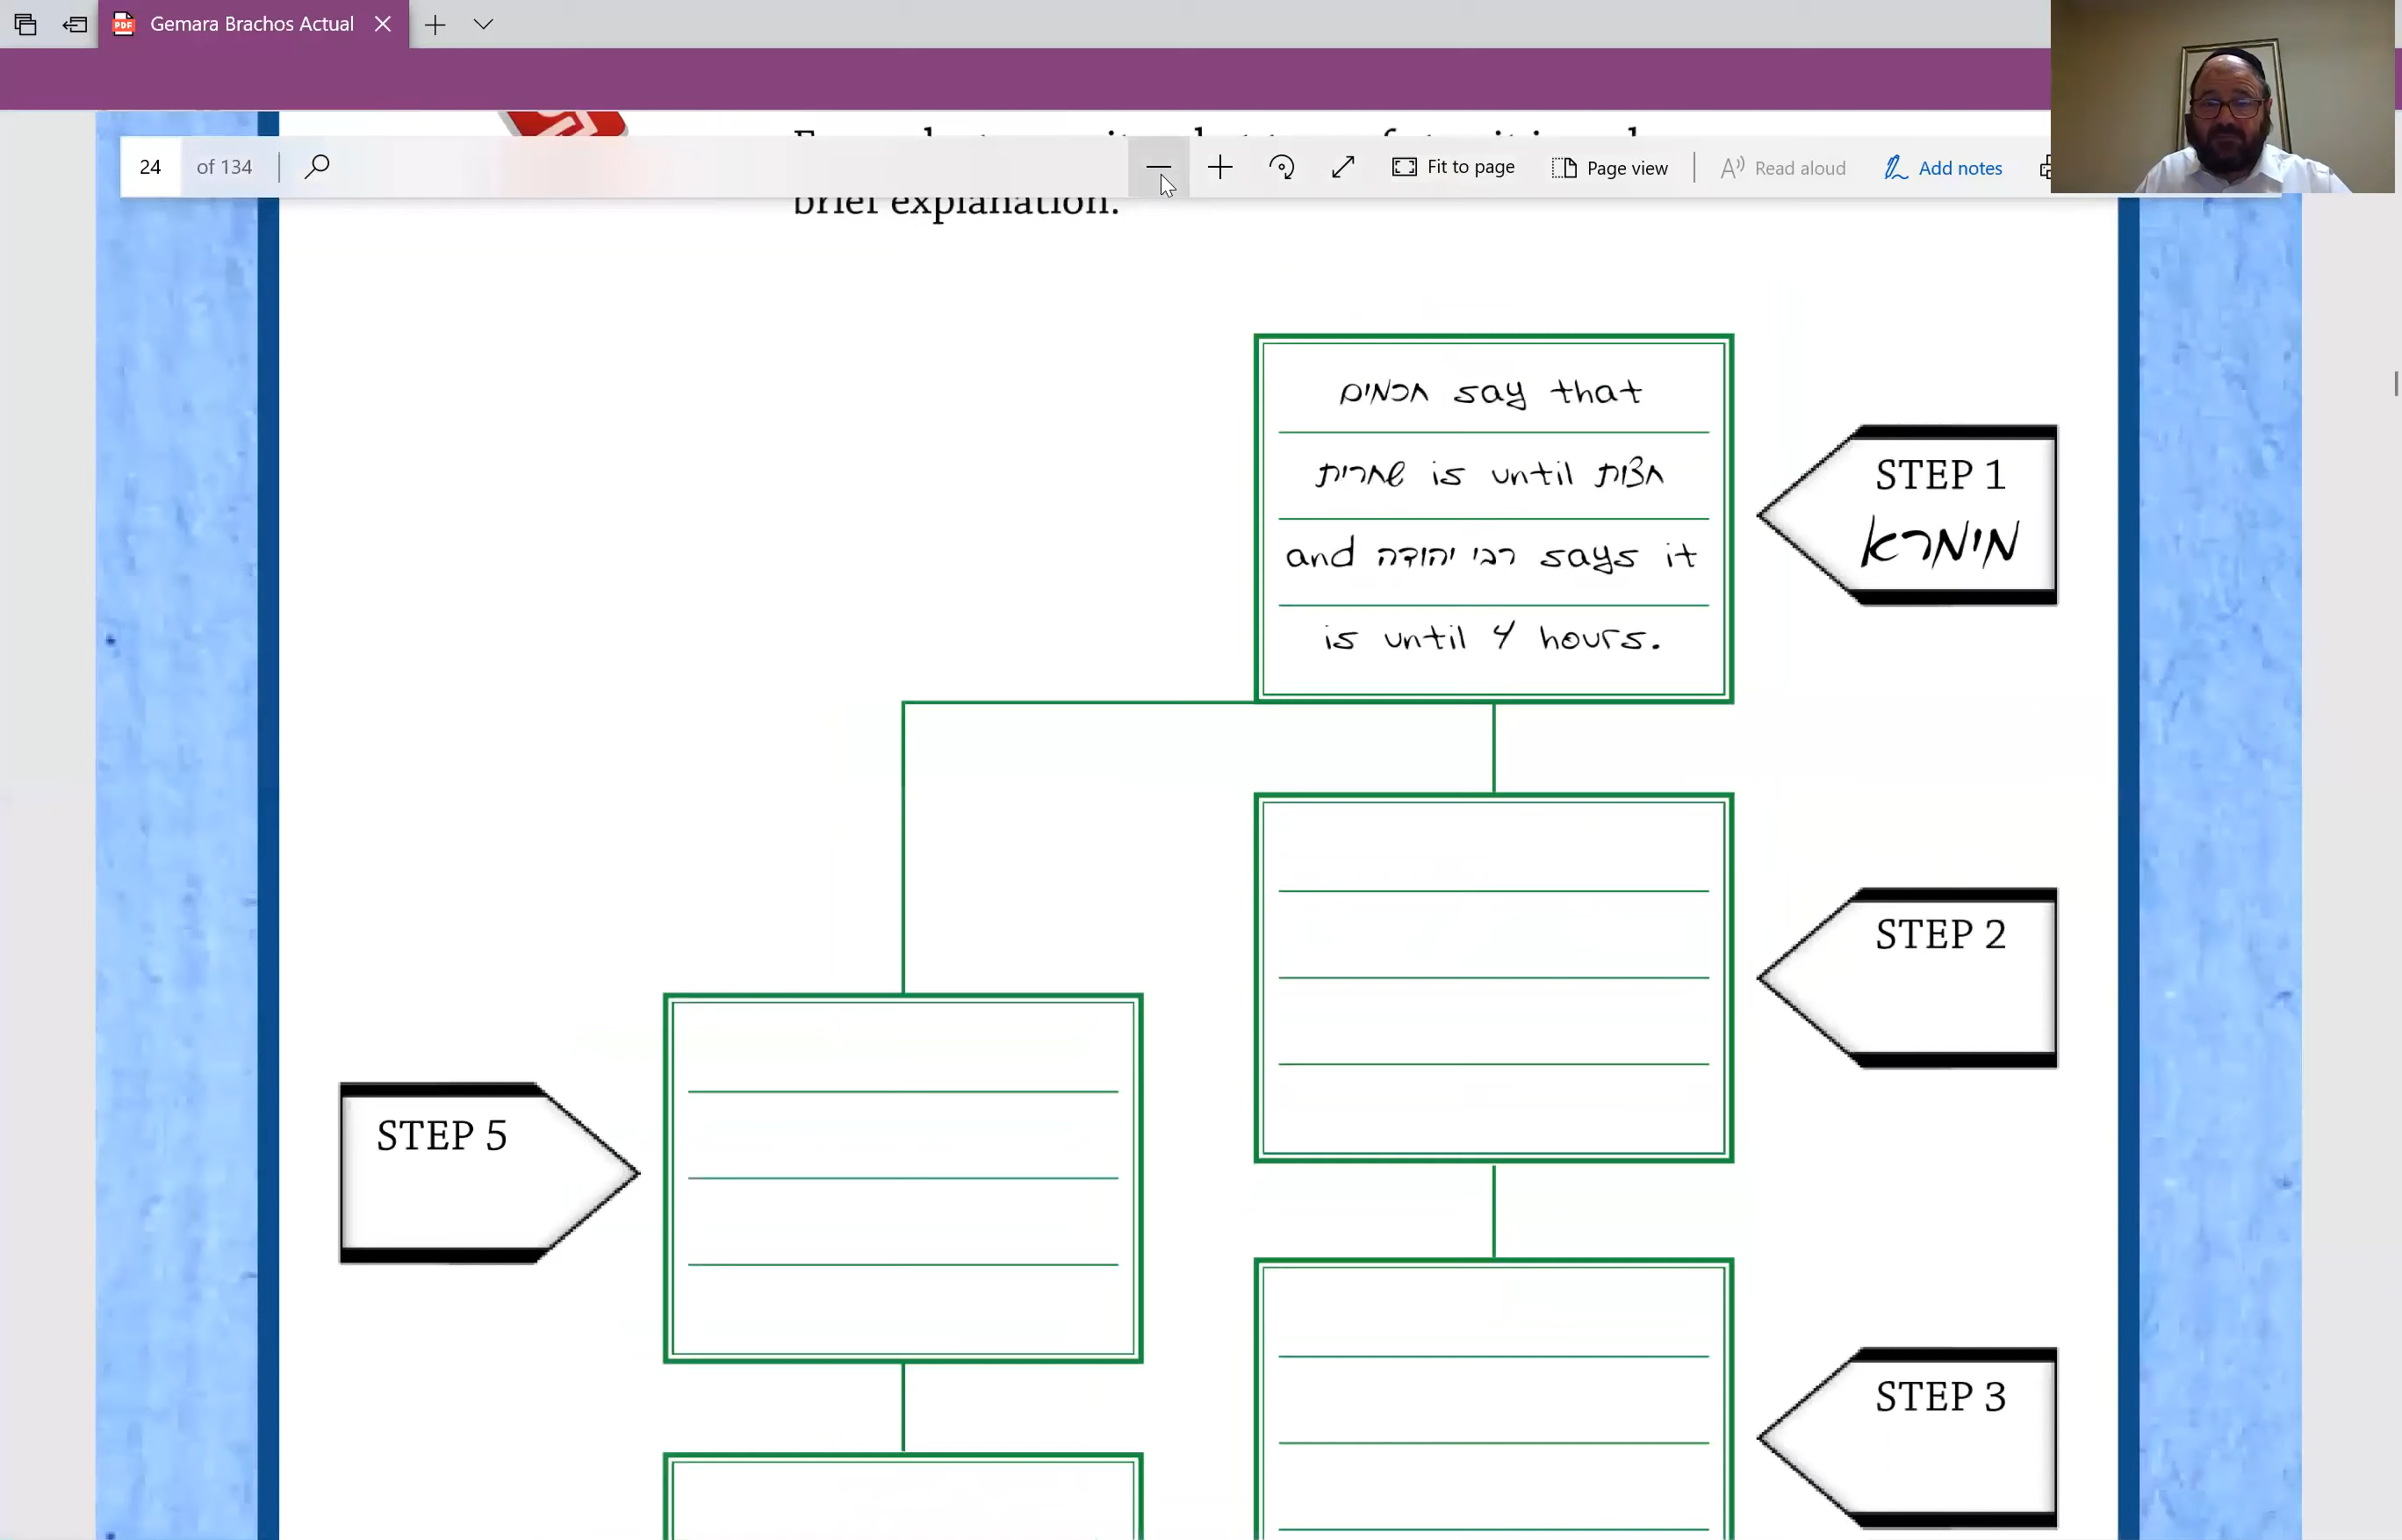 Gemara Brachos Actual
24 of 134
Fit to page
Page view
Read aloud
Add notes
brief explanation.
חכמים say that
שחרית is until חצות
and רבי יהודה says it
is until 4 hours.
STEP 1
מימרא
STEP 2
STEP 5
STEP 3